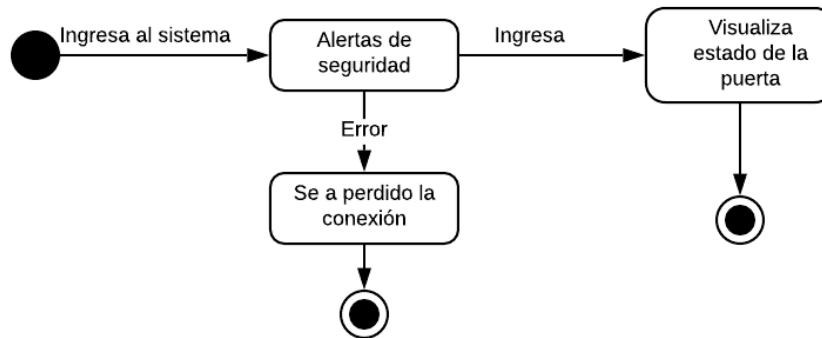 Ingresa al sistema
Alertas de
seguridad
Ingresa
Visualiza
estado de la
puerta
Error
Se a perdido la
conexión